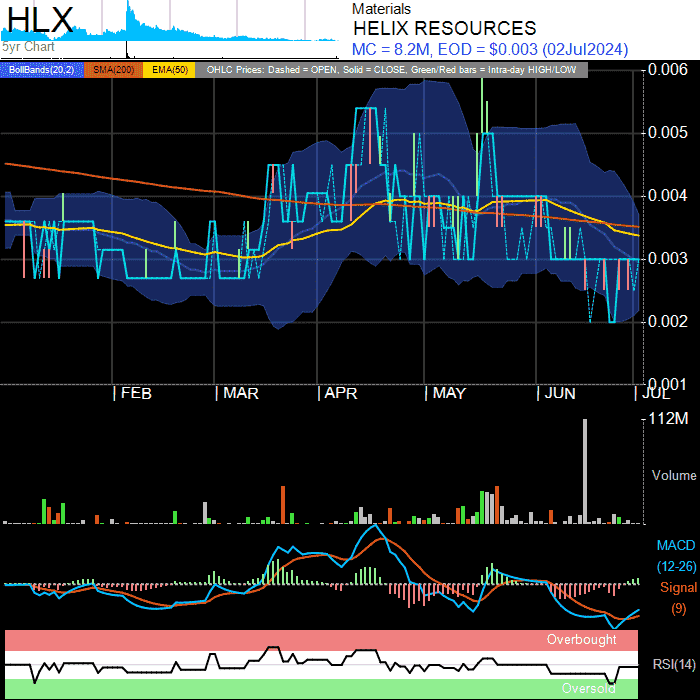 HLX
5yr Chart
Materials
HELIX RESOURCES
MC = 8.2M, EOD = $0.003 (02Jul2024)
BollBands(20,2) SMA(200) EMA(50) OHLC Prices: Dashed = OPEN, Solid = CLOSE, Green/Red bars = Intra-day HIGH/LOW
0.006
0.005
0.004
0.003
0.002
0.001
FEB MAR APR MAY JUN JUL
112M
Volume
MACD
(12-26)
Signal
(9)
Overbought
RSI(14)
Oversold